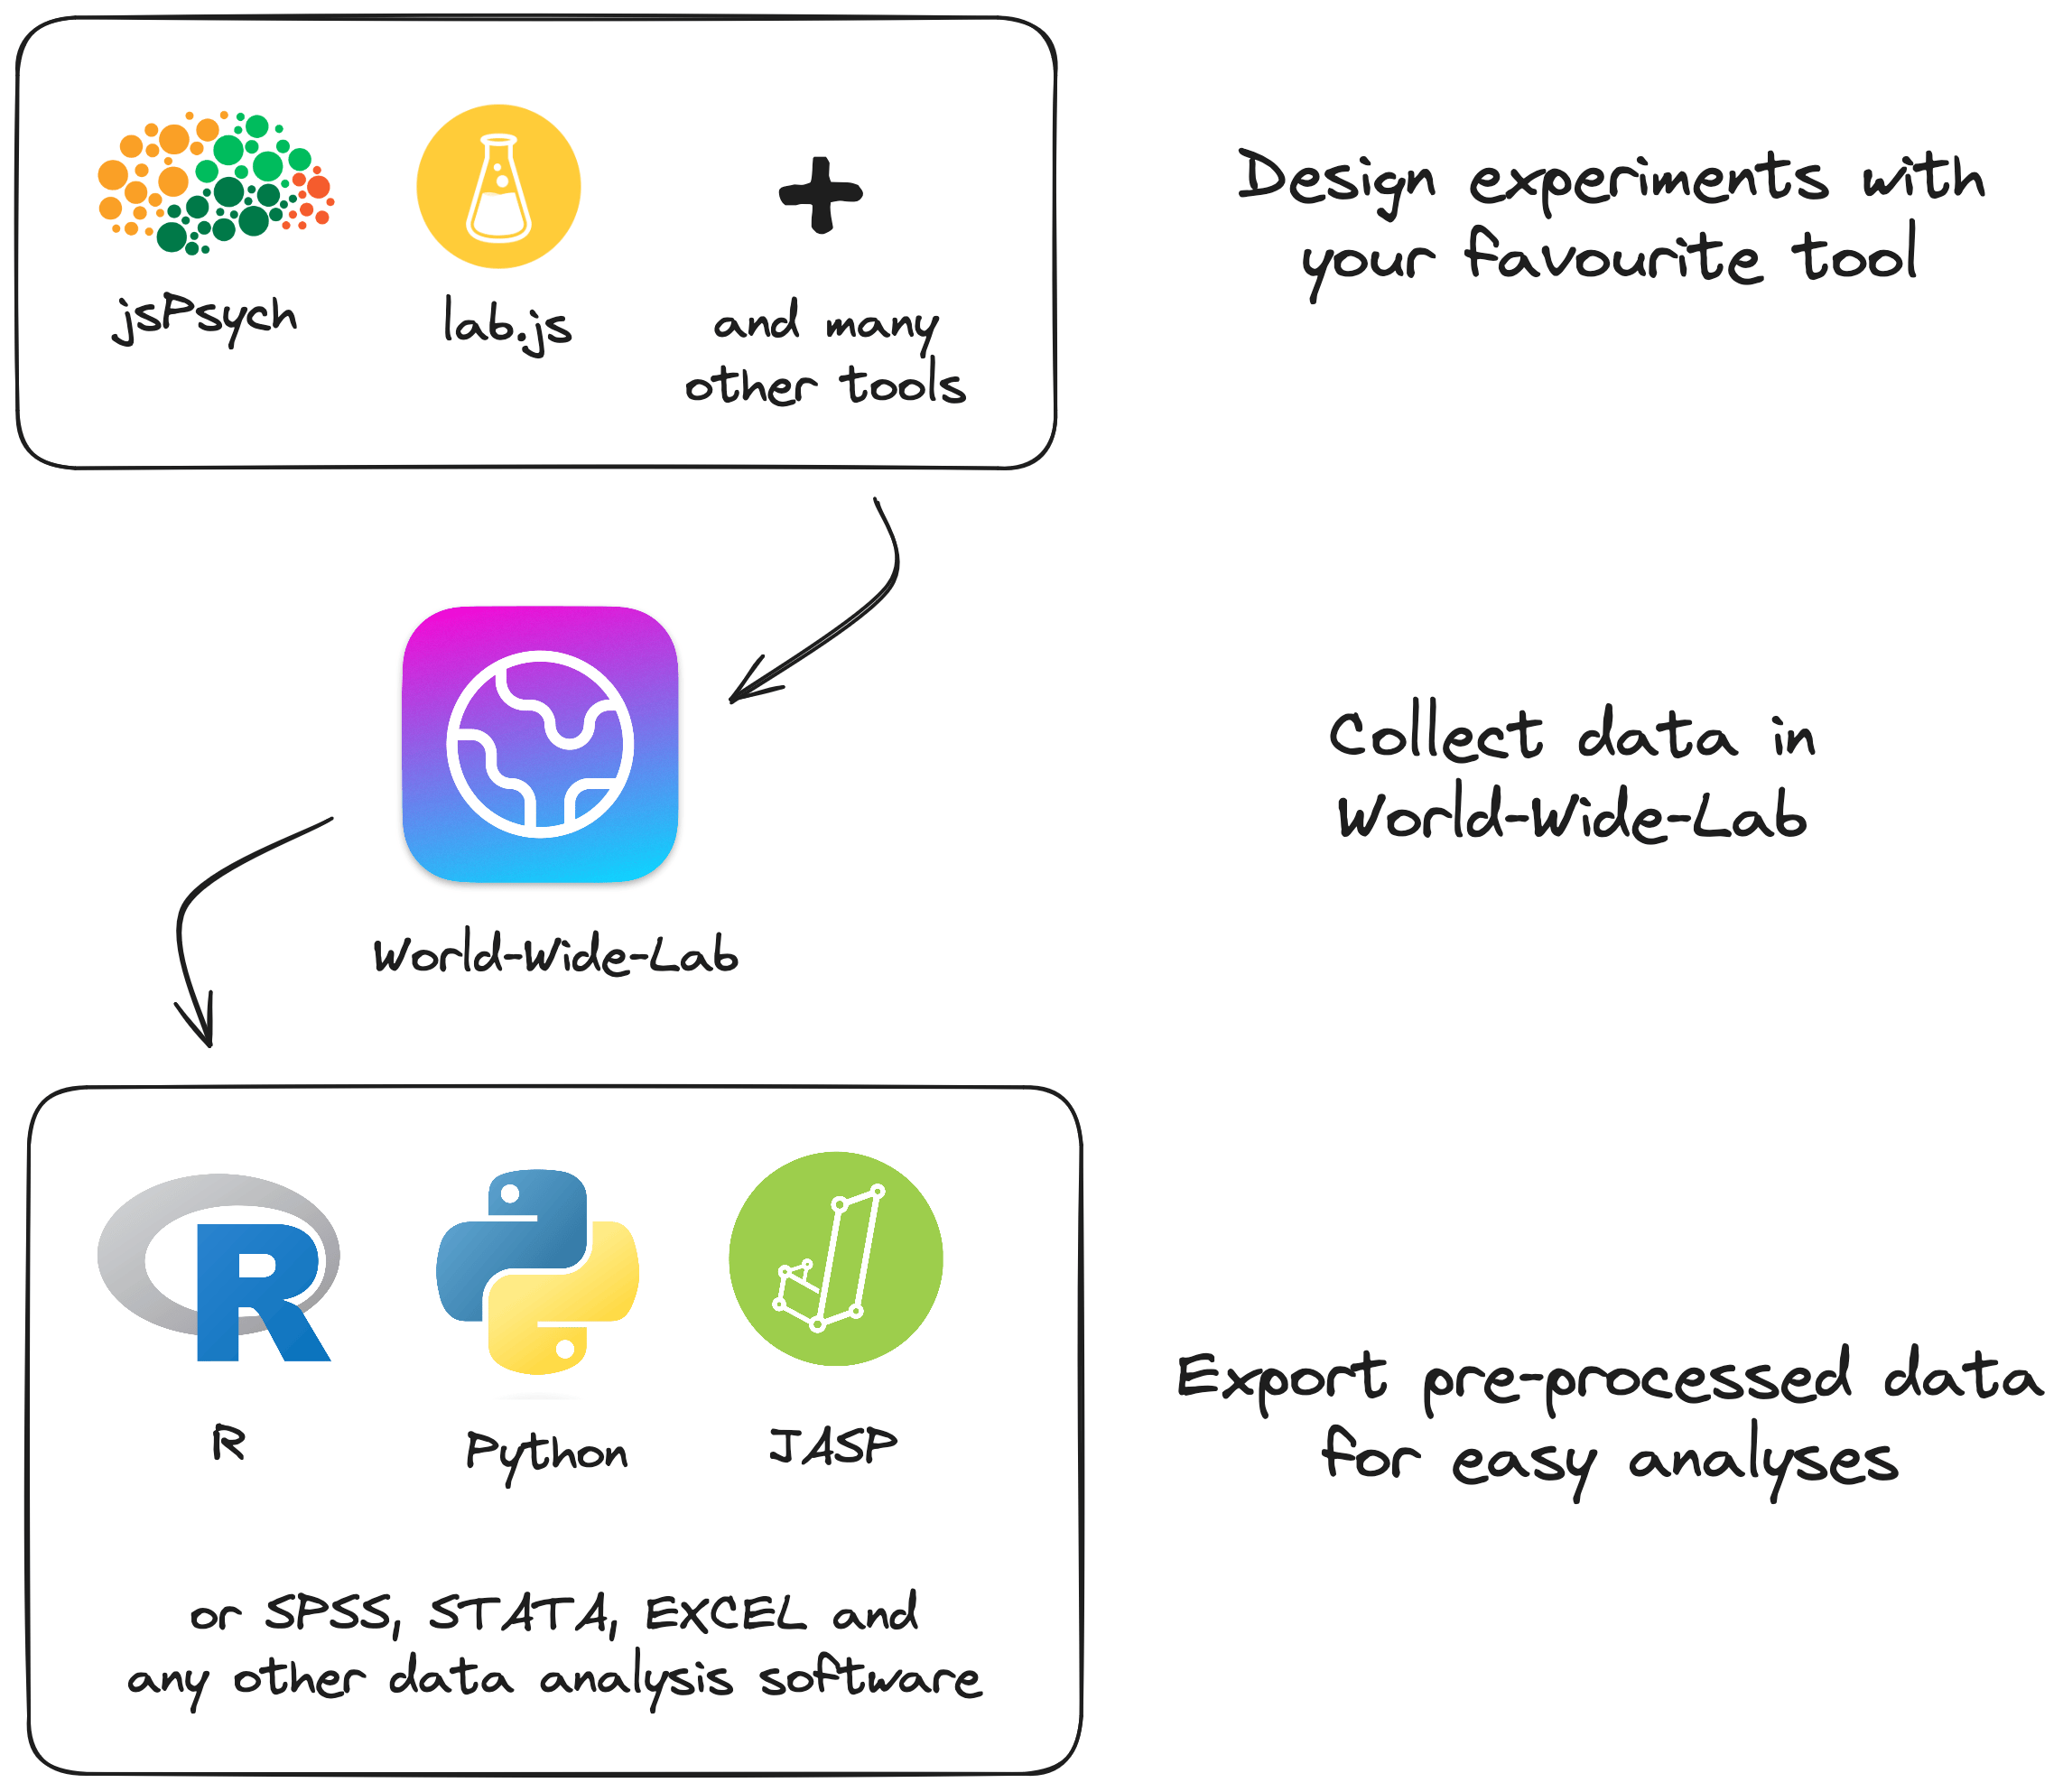 jsPsych
lab.js
and many
other tools
Design experiments with
your favourite tool
World-Wide-Lab
Collect data in
World-Wide-Lab
R
R
Python
JASP
or SPSS, STATA, EXCEL and
any other data analysis software
Export pre-processed data
for easy analyses